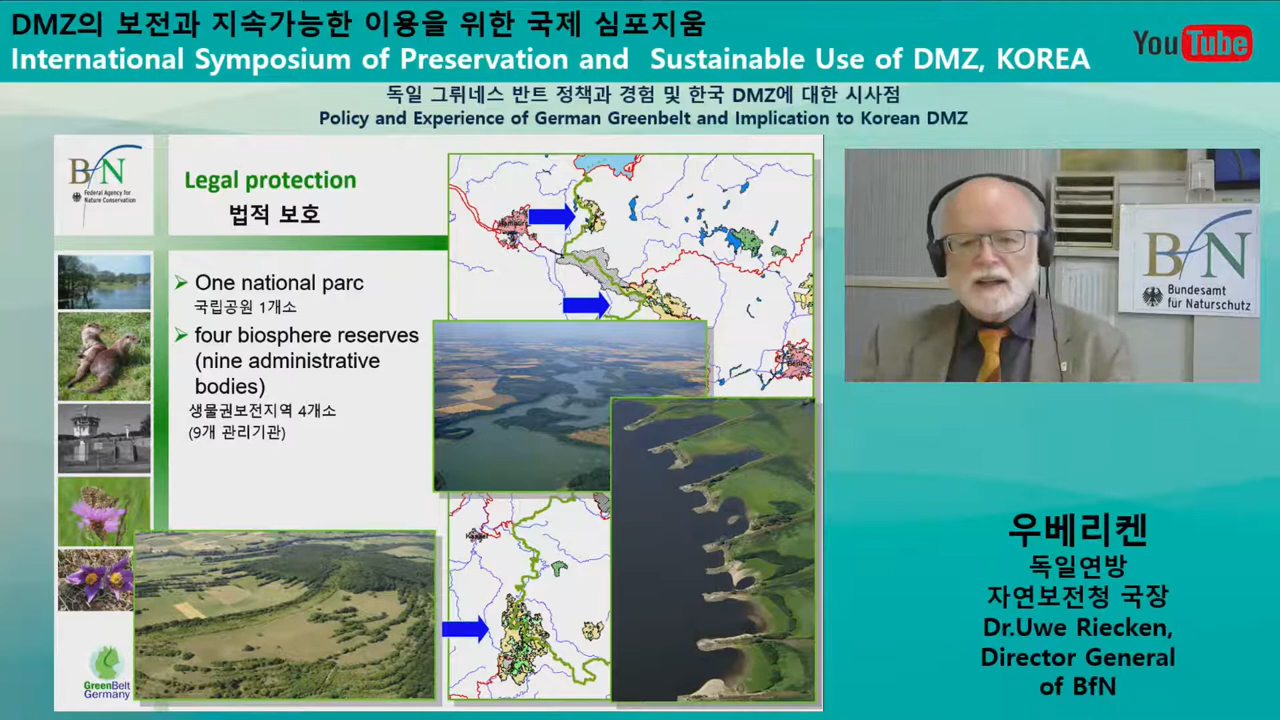 DMZ의 보전과 지속가능한 이용을 위한 국제 심포지움
International Symposium of Preservation and Sustainable Use of DMZ, KOREA
YouTube
독일 그뤼네스 반트 정책과 경험 및 한국 DMZ에 대한 시사점
Policy and Experience of German Greenbelt and Implication to Korean DMZ
BfN
Federal Agency for
Nature Conservation
Legal protection
법적 보호
One national parc
국립공원 1개소
four biosphere reserves
(nine administrative
bodies)
생물권보전지역 4개소
(9개 관리기관)
Hamburg
Berlin
Kassel
GreenBelt
Germany
BfN
Bundesamt
für Naturschutz
우베리켄
독일연방
자연보전청 국장
Dr.Uwe Riecken,
Director General
of BfN